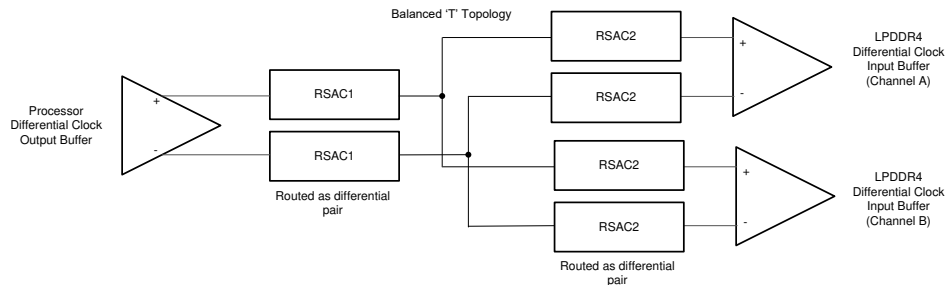 Balanced 'T' Topology
Processor
Differential Clock
Output Buffer
+
-
RSAC1
RSAC1
Routed as differential
pair
RSAC2
RSAC2
+
-
LPDDR4
Differential Clock
Input Buffer
(Channel A)
RSAC2
RSAC2
+
-
LPDDR4
Differential Clock
Input Buffer
(Channel B)
Routed as differential
pair